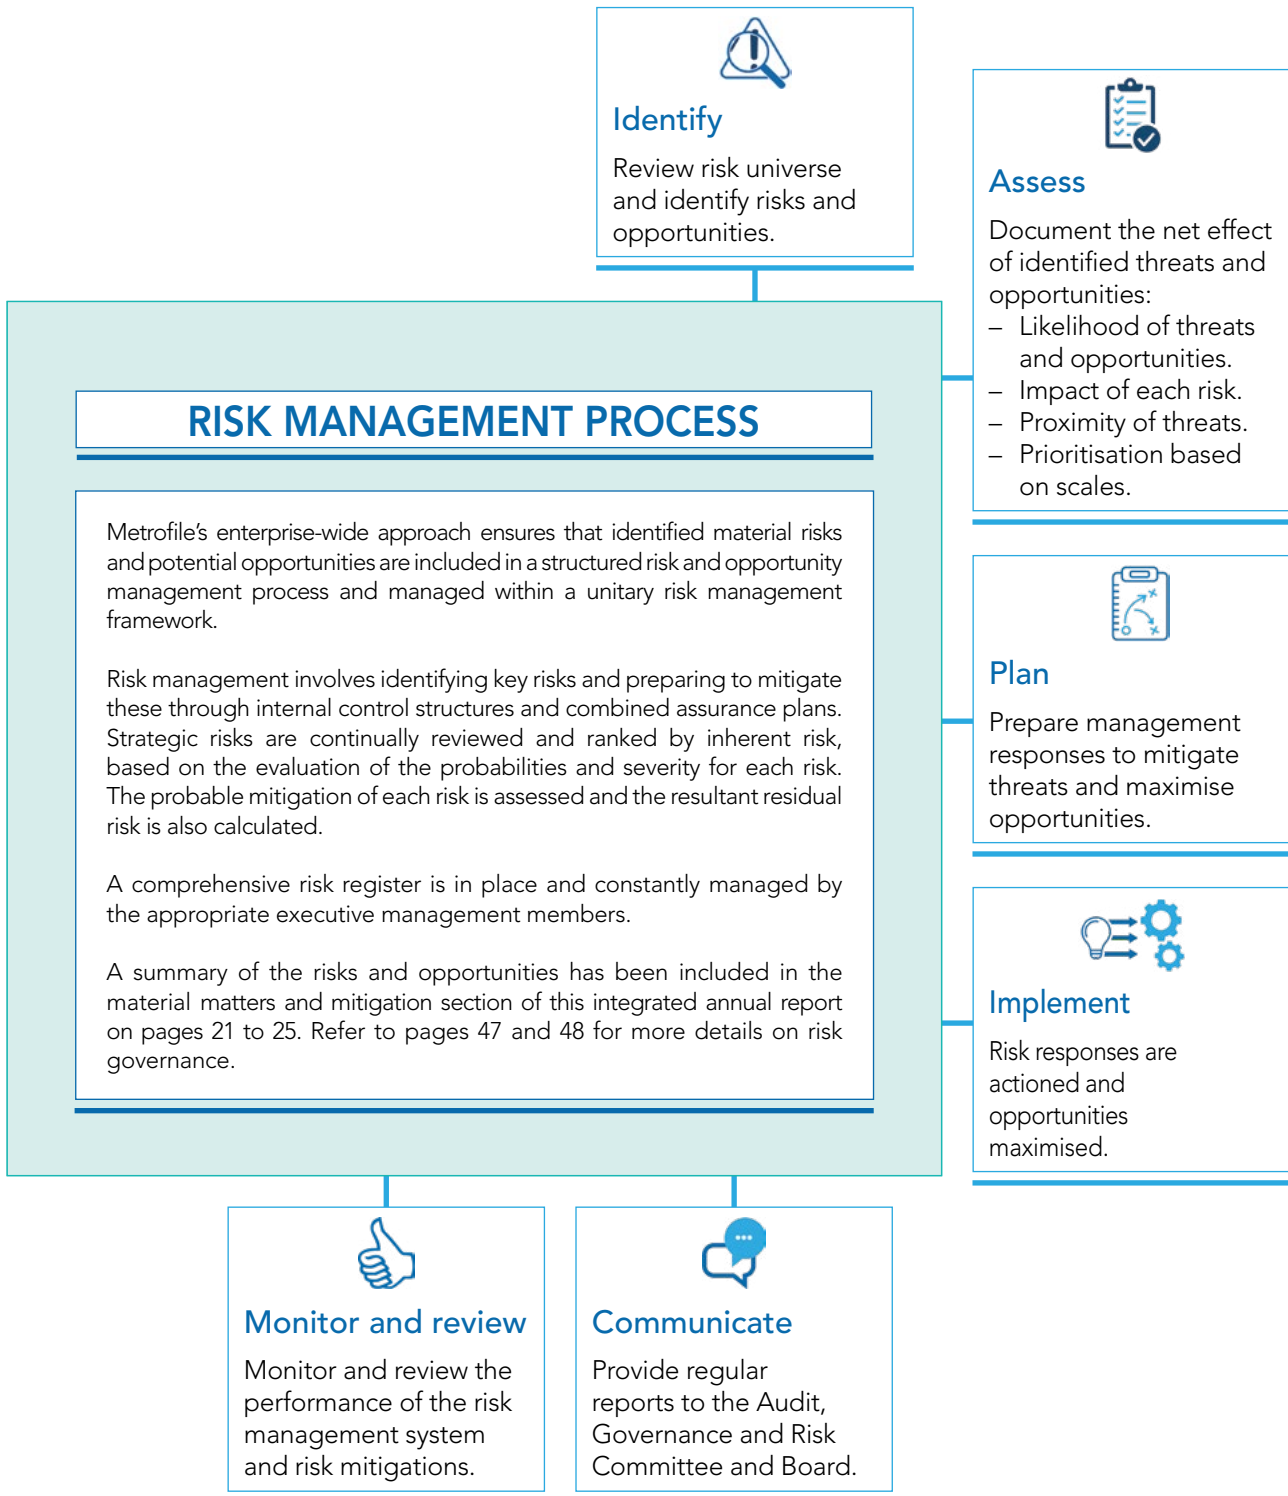 Identify
Review risk universe
and identify risks and
opportunities.
Assess
Document the net effect
of identified threats and
opportunities:
– Likelihood of threats
and opportunities.
– Impact of each risk.
– Proximity of threats.
– Prioritisation based
on scales.
RISK MANAGEMENT PROCESS
Metrofile’s enterprise-wide approach ensures that identified material risks
and potential opportunities are included in a structured risk and opportunity
management process and managed within a unitary risk management
framework.
Risk management involves identifying key risks and preparing to mitigate
these through internal control structures and combined assurance plans.
Strategic risks are continually reviewed and ranked by inherent risk,
based on the evaluation of the probabilities and severity for each risk.
The probable mitigation of each risk is assessed and the resultant residual
risk is also calculated.
A comprehensive risk register is in place and constantly managed by
the appropriate executive management members.
A summary of the risks and opportunities has been included in the
material matters and mitigation section of this integrated annual report
on pages 21 to 25. Refer to pages 47 and 48 for more details on risk
governance.
Plan
Prepare management
responses to mitigate
threats and maximise
opportunities.
Implement
Risk responses are
actioned and
opportunities
maximised.
Monitor and review
Monitor and review the
performance of the risk
management system
and risk mitigations.
Communicate
Provide regular
reports to the Audit,
Governance and Risk
Committee and Board.